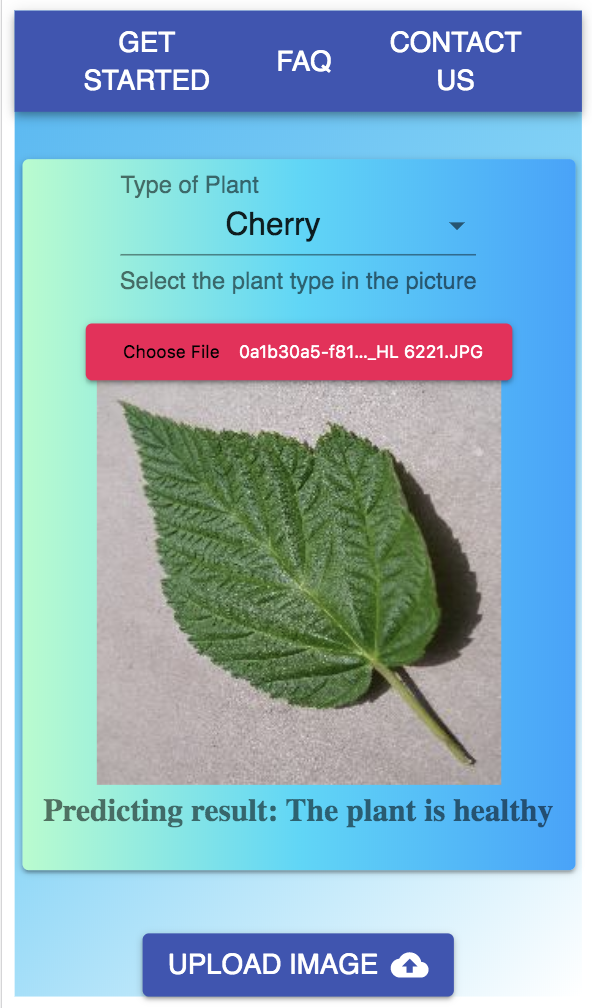 GET STARTED
FAQ
CONTACT US
Type of Plant
Cherry
Select the plant type in the picture
Choose File 0a1b30a5-f81..._HL 6221.JPG
Predicting result: The plant is healthy
UPLOAD IMAGE